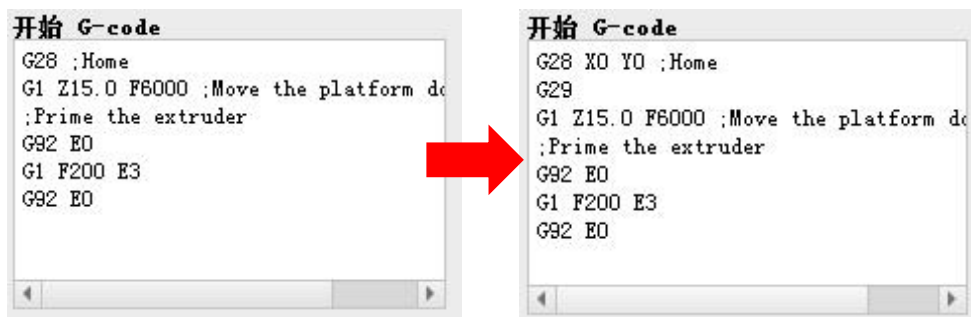 开始 G-code
G28 ;Home
G1 Z15.0 F6000 ;Move the platform do
;Prime the extruder
G92 E0
G1 F200 E3
G92 E0
开始 G-code
G28 X0 Y0 ;Home
G29
G1 Z15.0 F6000 ;Move the platform do
;Prime the extruder
G92 E0
G1 F200 E3
G92 E0